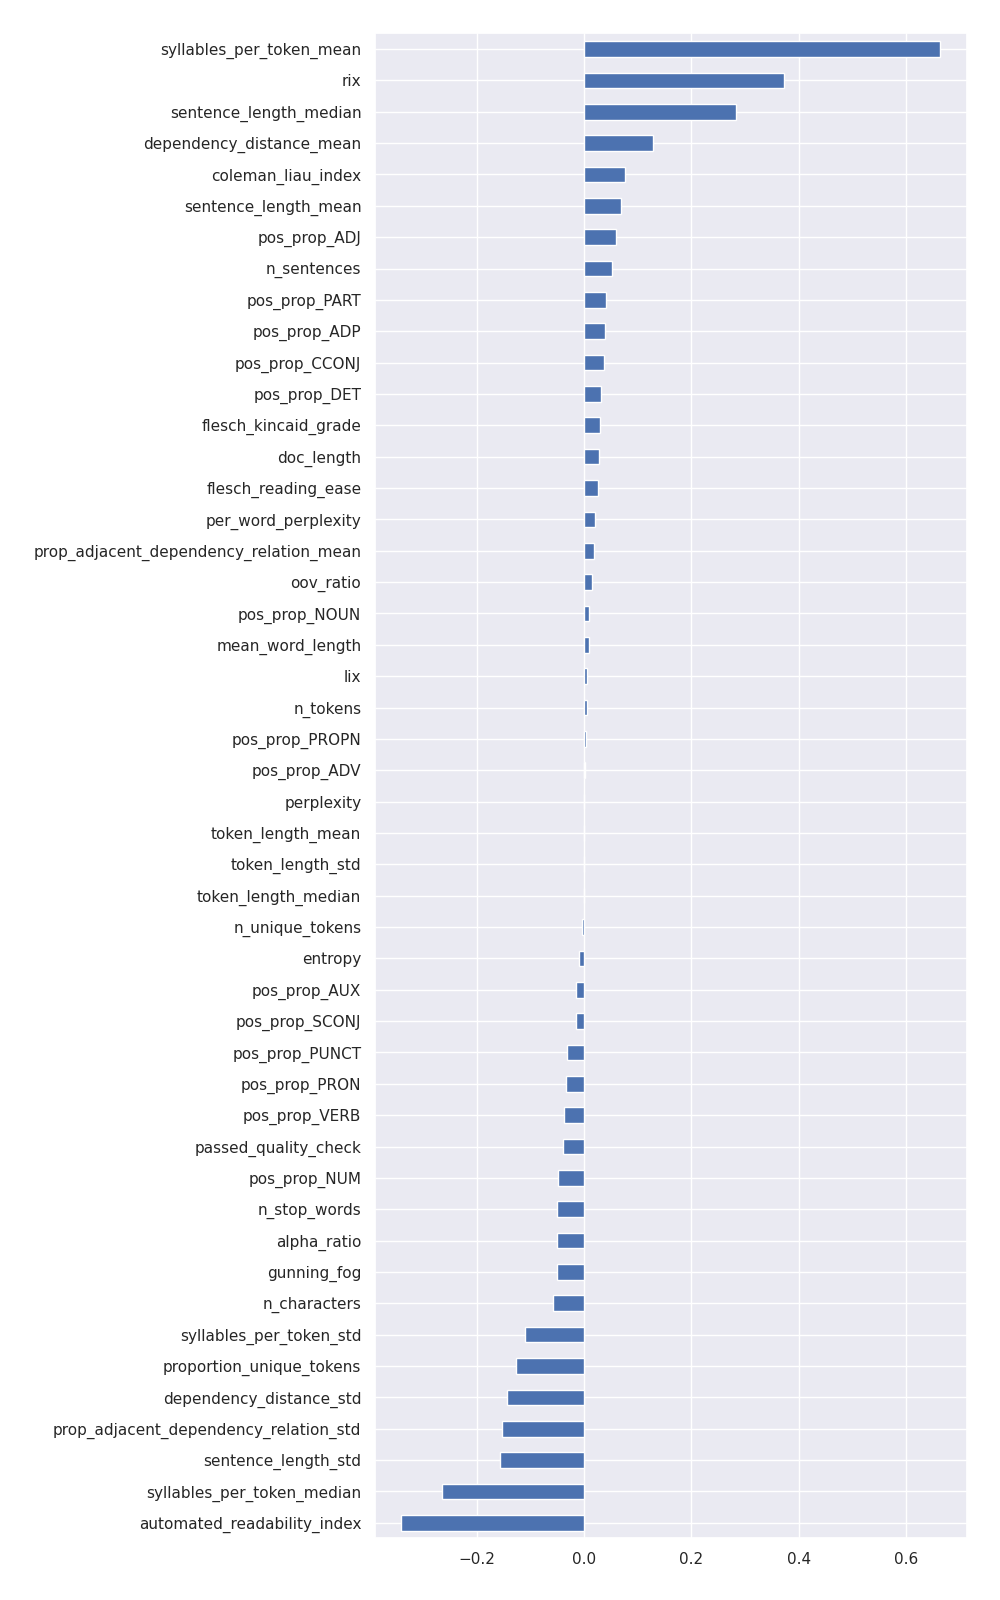 syllables_per_token_mean
rix
sentence_length_median
dependency_distance_mean
coleman_liau_index
sentence_length_mean
pos_prop_ADJ
n_sentences
pos_prop_PART
pos_prop_ADP
pos_prop_CCONJ
pos_prop_DET
flesch_kincaid_grade
doc_length
flesch_reading_ease
per_word_perplexity
prop_adjacent_dependency_relation_mean
oov_ratio
pos_prop_NOUN
mean_word_length
lix
n_tokens
pos_prop_PROPN
pos_prop_ADV
perplexity
token_length_mean
token_length_std
token_length_median
n_unique_tokens
entropy
pos_prop_AUX
pos_prop_SCONJ
pos_prop_PUNCT
pos_prop_PRON
pos_prop_VERB
passed_quality_check
pos_prop_NUM
n_stop_words
alpha_ratio
gunning_fog
n_characters
syllables_per_token_std
proportion_unique_tokens
dependency_distance_std
prop_adjacent_dependency_relation_std
sentence_length_std
syllables_per_token_median
automated_readability_index
−0.2 0.0 0.2 0.4 0.6